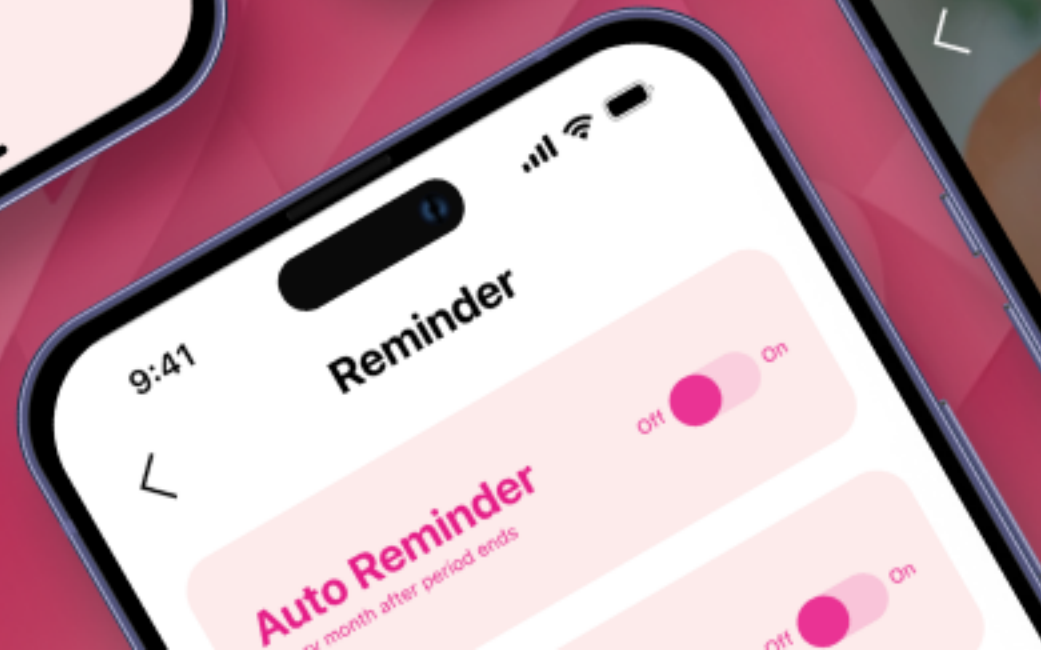 9:41
Reminder
Auto Reminder
month after period ends
Off
On
Off
On